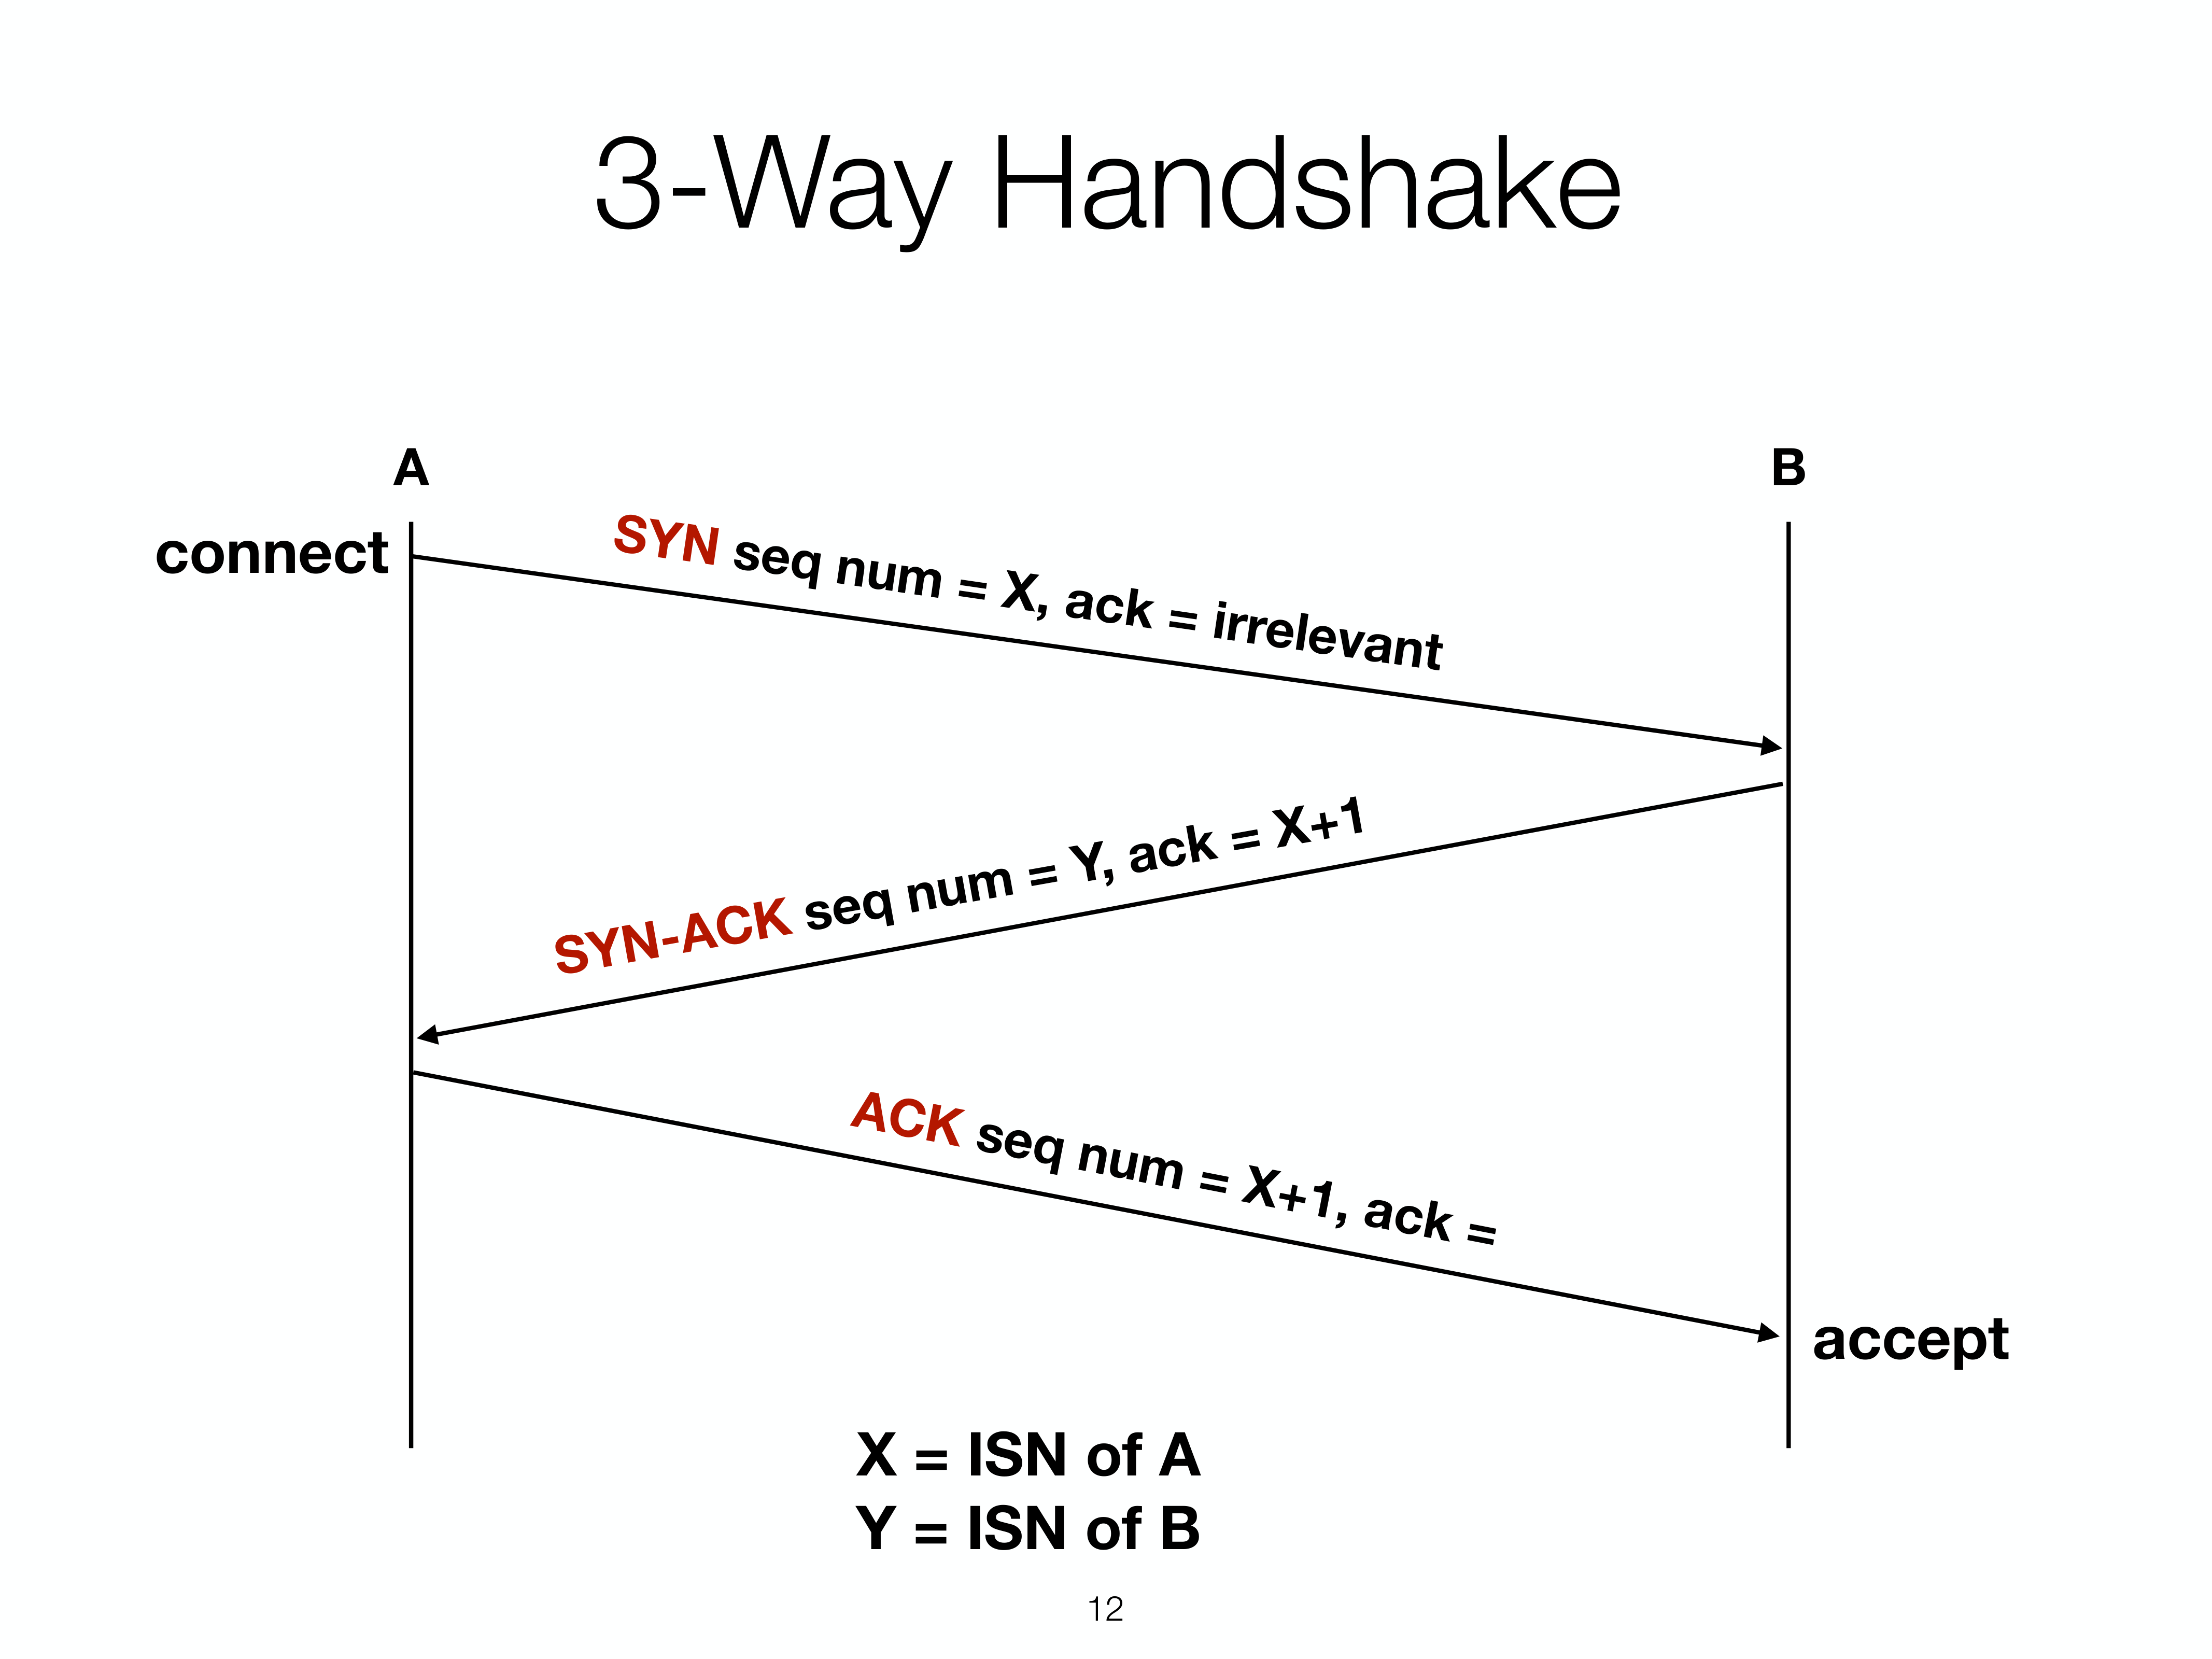 3-Way Handshake
A
B
connect
SYN seq num = X, ack = irrelevant
SYN-ACK seq num = Y, ack = X+1
ACK seq num = X+1, ack =
accept
X = ISN of A
Y = ISN of B
12